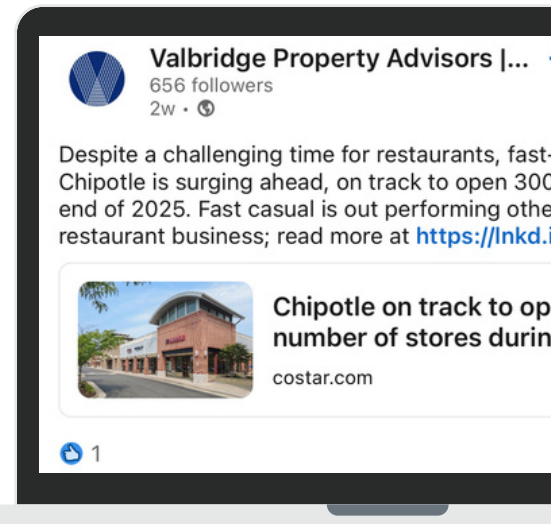 Valbridge Property Advisors |...
656 followers
2w •
Despite a challenging time for restaurants, fast-
Chipotle is surging ahead, on track to open 300
end of 2025. Fast casual is out performing othe
restaurant business; read more at https://lnkd.i
Chipotle on track to op
number of stores durin
costar.com
1